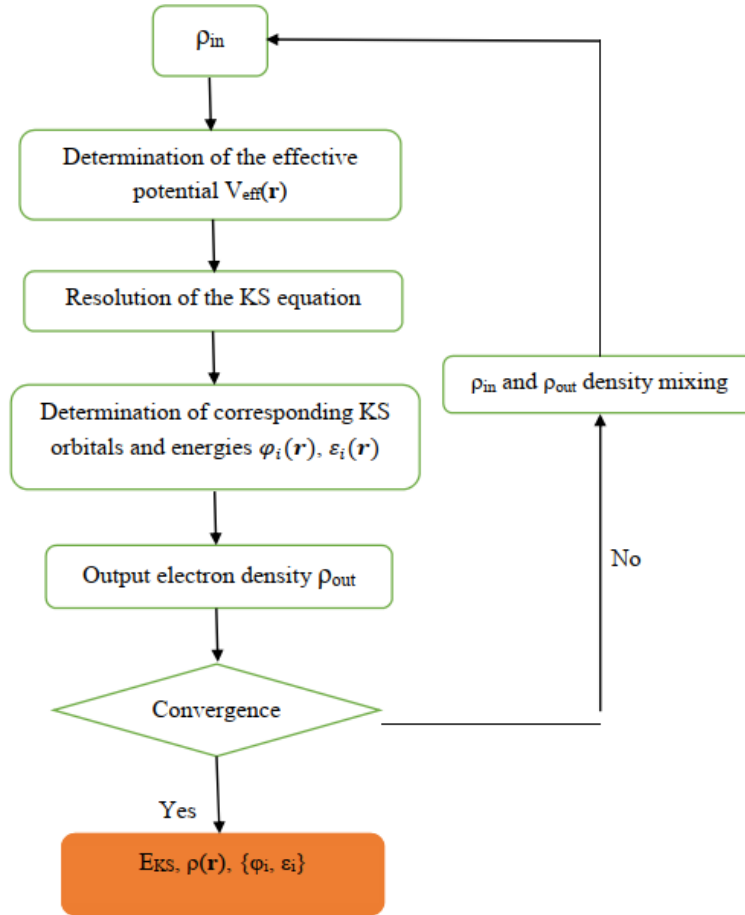 ρin
Determination of the effective
potential Veff(r)
Resolution of the KS equation
Determination of corresponding KS
orbitals and energies φi(r), εi(r)
Output electron density ρout
Convergence
Yes
EKS, ρ(r), {φi, εi}
No
ρin and ρout density mixing